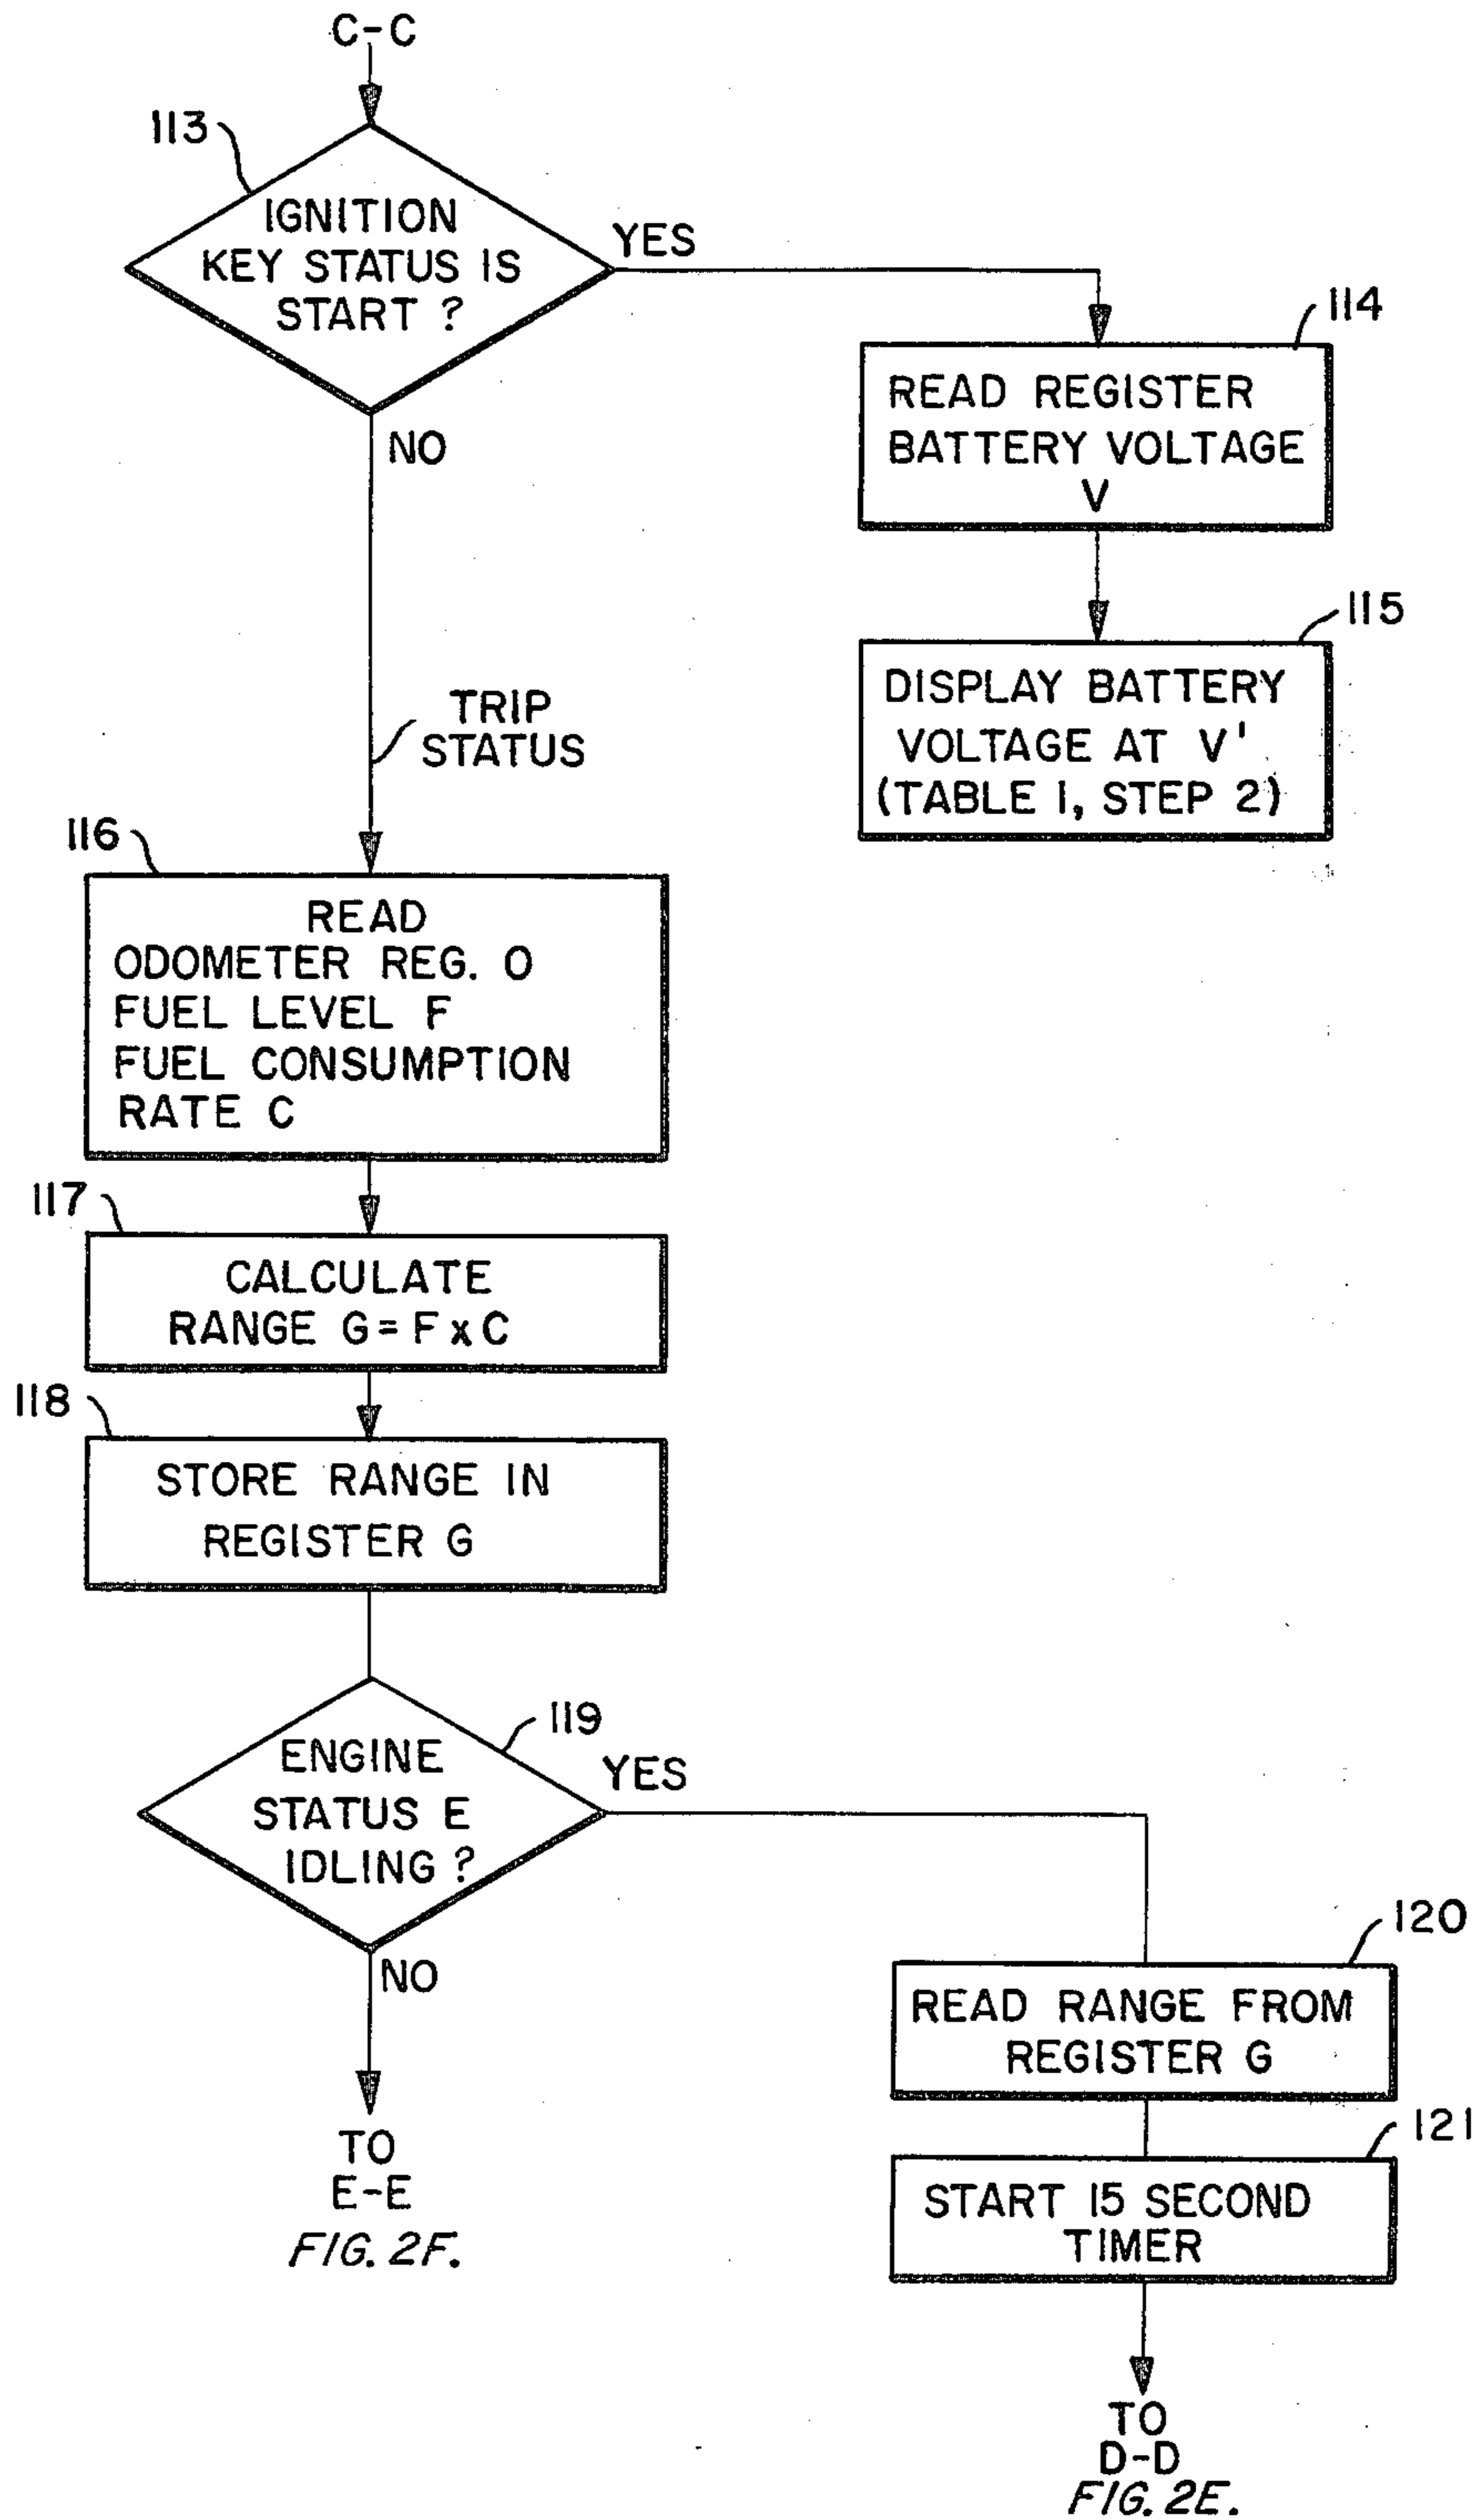 C-C
113
IGNITION
KEY STATUS IS
START ?
YES
NO
114
READ REGISTER
BATTERY VOLTAGE
V
115
DISPLAY BATTERY
VOLTAGE AT V'
(TABLE 1, STEP 2)
TRIP
STATUS
116
READ
ODOMETER REG. O
FUEL LEVEL F
FUEL CONSUMPTION
RATE C
117
CALCULATE
RANGE G = F x C
118
STORE RANGE IN
REGISTER G
119
ENGINE
STATUS E
IDLING ?
YES
NO
TO
E-E
FIG. 2F.
120
READ RANGE FROM
REGISTER G
121
START 15 SECOND
TIMER
TO
D-D
FIG. 2E.